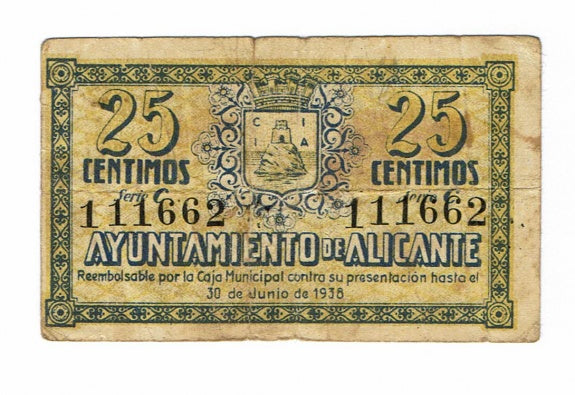 25 25
CENTIMOS CENTIMOS
C I
I A
Serie C Serie C
111662 111662
AYUNTAMIENTO DE ALICANTE
Reembolsable por la Caja Municipal contra su presentación hasta el
30 de Junio de 1938